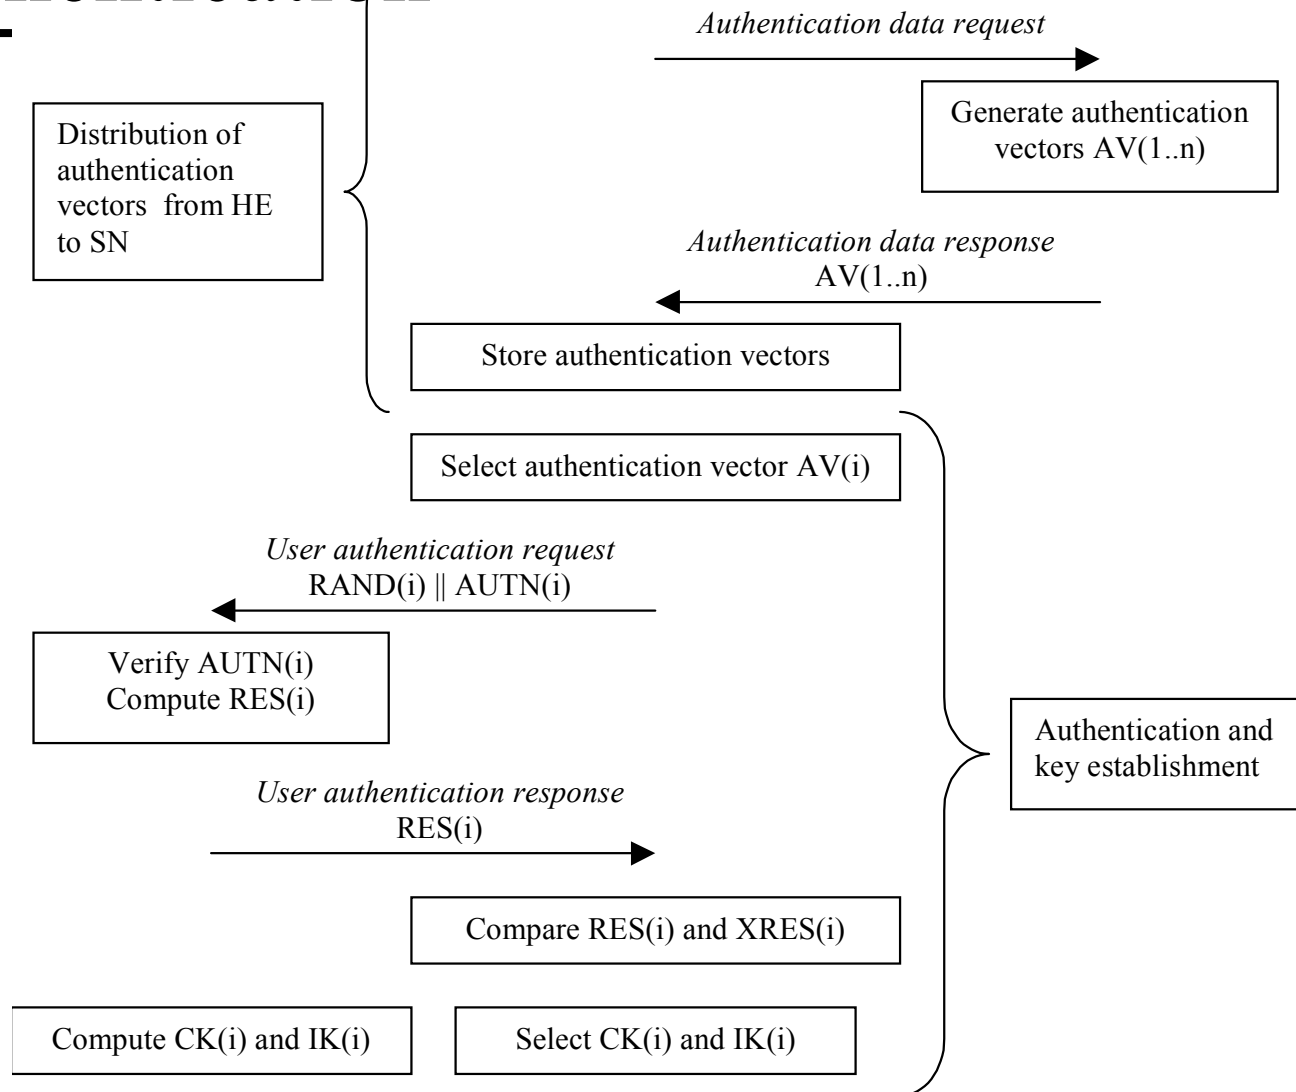 Authentication data request
Generate authentication
vectors AV(1..n)
Distribution of
authentication
vectors from HE
to SN
Authentication data response
AV(1..n)
Store authentication vectors
Select authentication vector AV(i)
User authentication request
RAND(i) || AUTN(i)
Verify AUTN(i)
Compute RES(i)
Authentication and
key establishment
User authentication response
RES(i)
Compare RES(i) and XRES(i)
Compute CK(i) and IK(i)
Select CK(i) and IK(i)